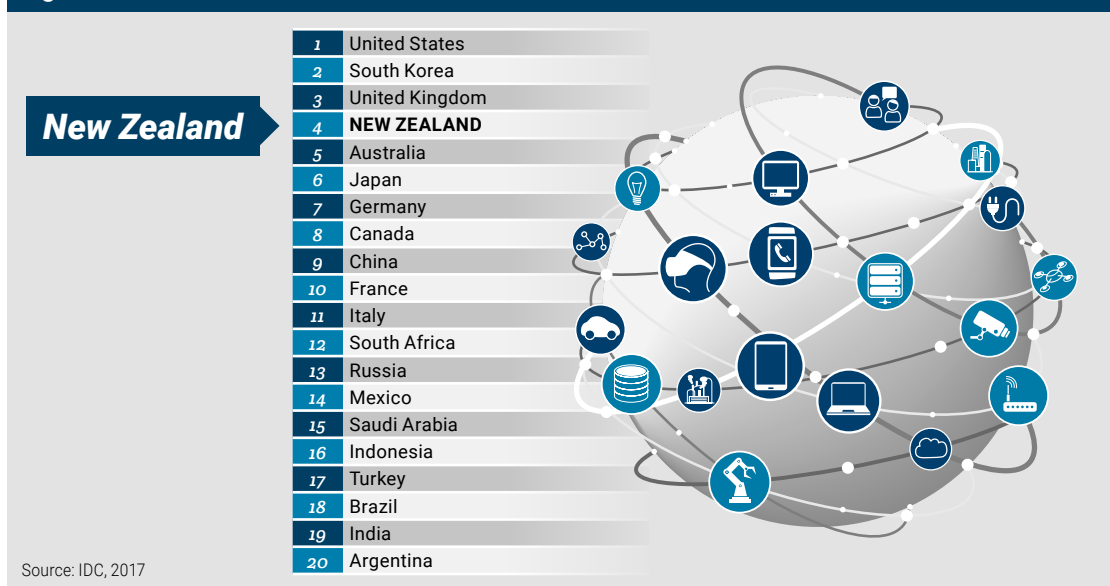 New Zealand
1 United States
2 South Korea
3 United Kingdom
4 NEW ZEALAND
5 Australia
6 Japan
7 Germany
8 Canada
9 China
10 France
11 Italy
12 South Africa
13 Russia
14 Mexico
15 Saudi Arabia
16 Indonesia
17 Turkey
18 Brazil
19 India
20 Argentina
Source: IDC, 2017